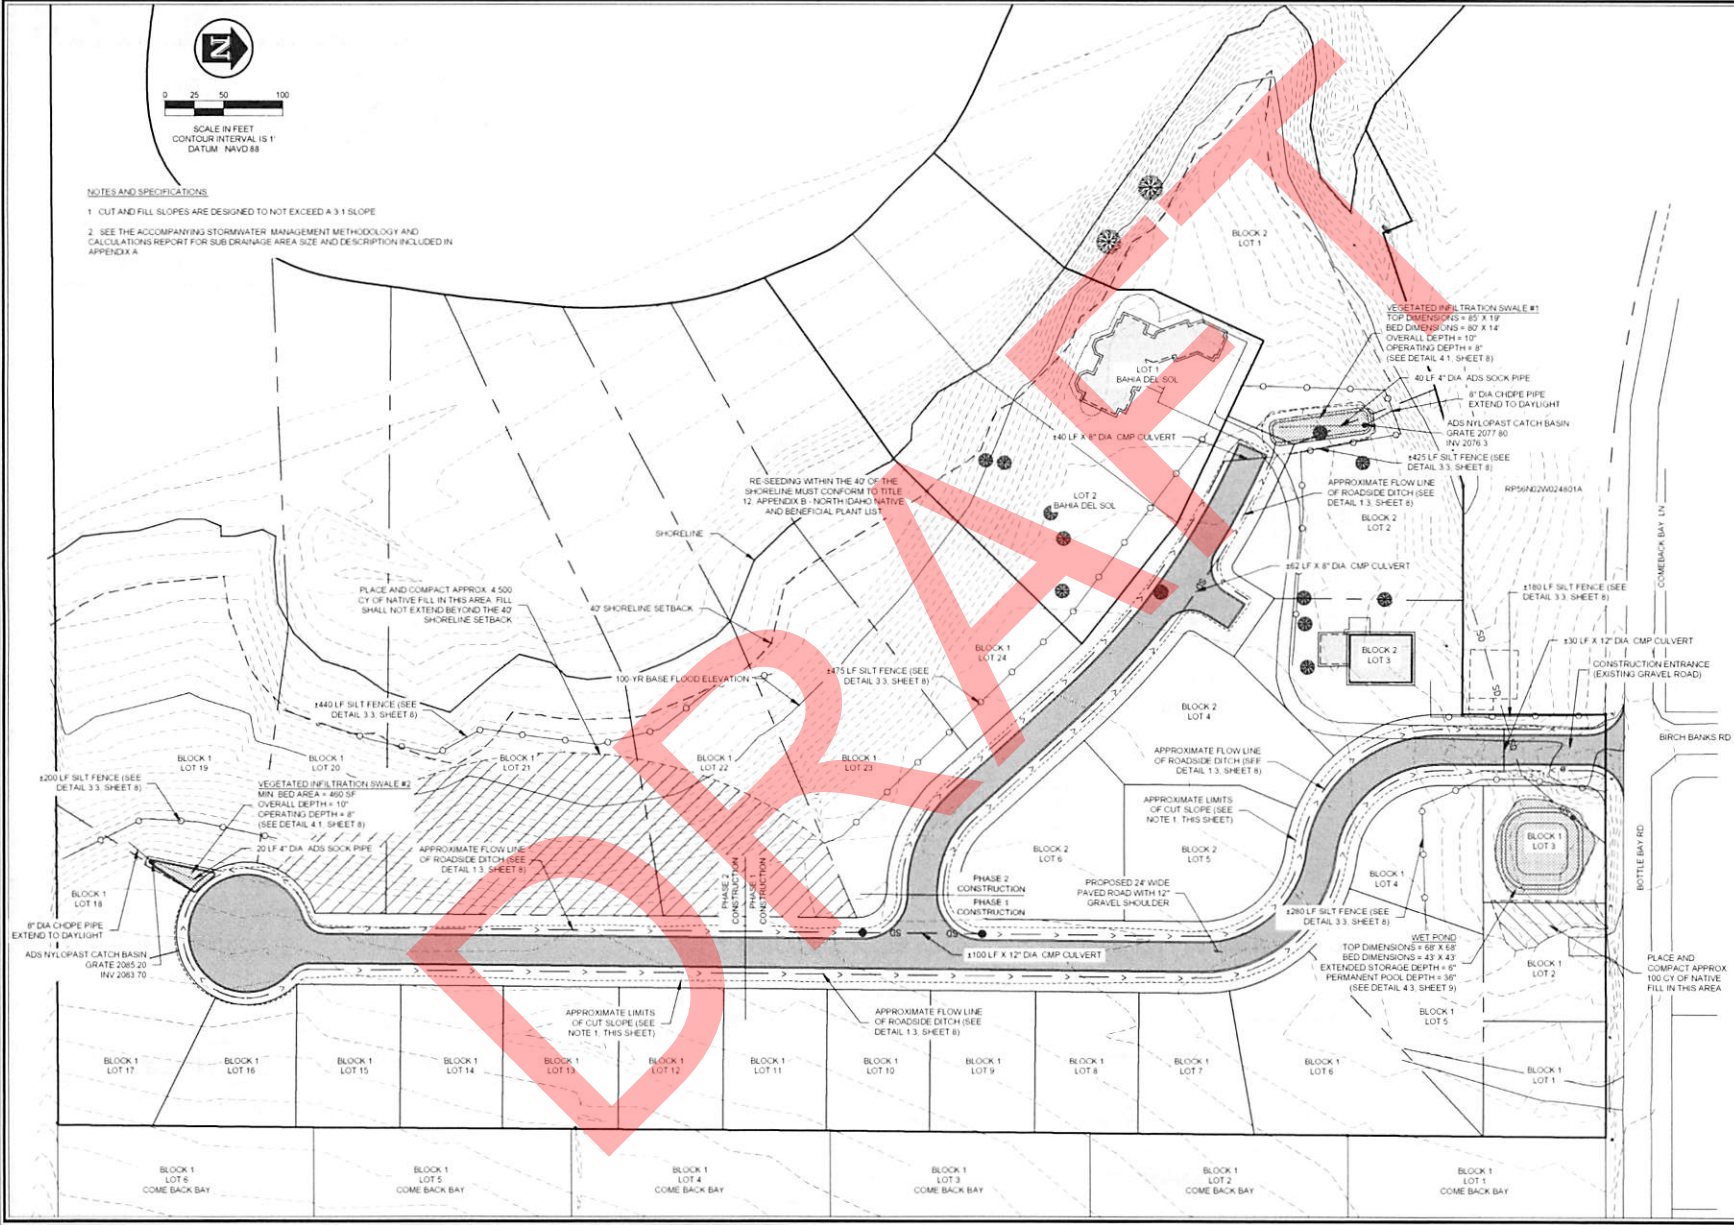 N
0 25 50 100
SCALE IN FEET
CONTOUR INTERVAL IS 1'
DATUM NAVD 88
NOTES AND SPECIFICATIONS
1 CUT AND FILL SLOPES ARE DESIGNED TO NOT EXCEED A 3:1 SLOPE
2 SEE THE ACCOMPANYING STORMWATER MANAGEMENT METHODOLOGY AND
CALCULATIONS REPORT FOR SUB DRAINAGE AREA SIZE AND DESCRIPTION INCLUDED IN
APPENDIX A
DRAFT
BLOCK 2
LOT 1
VEGETATED INFILTRATION SWALE #1
TOP DIMENSIONS = 85' X 19'
BED DIMENSIONS = 80' X 14'
OVERALL DEPTH = 10"
OPERATING DEPTH = 8"
(SEE DETAIL 4.1, SHEET 8)
LOT 1
BAHIA DEL SOL
40 LF 4" DIA. ADS SOCK PIPE
8" DIA CHDPE PIPE
EXTEND TO DAYLIGHT
ADS NYLOPAST CATCH BASIN
GRATE 2077.80
INV 2076.3
±40 LF X 8" DIA. CMP CULVERT
±425 LF SILT FENCE (SEE
DETAIL 3.3, SHEET 8)
RE-SEEDING WITHIN THE 40' OF THE
SHORELINE MUST CONFORM TO TITLE
12, APPENDIX B - NORTH IDAHO NATIVE
AND BENEFICIAL PLANT LIST
APPROXIMATE FLOW LINE
OF ROADSIDE DITCH (SEE
DETAIL 1.3, SHEET 8)
RP56N02W024801A
LOT 2
BAHIA DEL SOL
BLOCK 2
LOT 2
SHORELINE
COMEBACK BAY LN
±62 LF X 8" DIA. CMP CULVERT
PLACE AND COMPACT APPROX. 4,500
CY OF NATIVE FILL IN THIS AREA. FILL
SHALL NOT EXTEND BEYOND THE 40'
SHORELINE SETBACK
40' SHORELINE SETBACK
±180 LF SILT FENCE (SEE
DETAIL 3.3, SHEET 8)
SD
±30 LF X 12" DIA. CMP CULVERT
BLOCK 1
LOT 24
BLOCK 2
LOT 3
CONSTRUCTION ENTRANCE
(EXISTING GRAVEL ROAD)
100-YR BASE FLOOD ELEVATION
±475 LF SILT FENCE (SEE
DETAIL 3.3, SHEET 8)
SD
±440 LF SILT FENCE (SEE
DETAIL 3.3, SHEET 8)
BLOCK 2
LOT 4
BIRCH BANKS RD
BLOCK 1
LOT 19
BLOCK 1
LOT 20
BLOCK 1
LOT 21
BLOCK 1
LOT 22
BLOCK 1
LOT 23
APPROXIMATE FLOW LINE
OF ROADSIDE DITCH (SEE
DETAIL 1.3, SHEET 8)
±200 LF SILT FENCE (SEE
DETAIL 3.3, SHEET 8)
VEGETATED INFILTRATION SWALE #2
MIN. BED AREA = 460 SF
OVERALL DEPTH = 10"
OPERATING DEPTH = 8"
(SEE DETAIL 4.1, SHEET 8)
20 LF 4" DIA. ADS SOCK PIPE
APPROXIMATE LIMITS
OF CUT SLOPE (SEE
NOTE 1, THIS SHEET)
BLOCK 1
LOT 3
APPROXIMATE FLOW LINE
OF ROADSIDE DITCH (SEE
DETAIL 1.3, SHEET 8)
BLOCK 2
LOT 6
BLOCK 2
LOT 5
BOTTLE BAY RD
PHASE 2
CONSTRUCTION
PHASE 1
CONSTRUCTION
PHASE 2
CONSTRUCTION
PHASE 1
CONSTRUCTION
PROPOSED 24' WIDE
PAVED ROAD WITH 12"
GRAVEL SHOULDER
BLOCK 1
LOT 4
BLOCK 1
LOT 18
±280 LF SILT FENCE (SEE
DETAIL 3.3, SHEET 8)
8" DIA CHDPE PIPE
EXTEND TO DAYLIGHT
SD SD
WET POND
TOP DIMENSIONS = 68' X 68'
BED DIMENSIONS = 43' X 43'
EXTENDED STORAGE DEPTH = 6"
PERMANENT POOL DEPTH = 36"
(SEE DETAIL 4.3, SHEET 9)
ADS NYLOPAST CATCH BASIN
GRATE 2085.20
INV 2083.70
±100 LF X 12" DIA. CMP CULVERT
BLOCK 1
LOT 2
PLACE AND
COMPACT APPROX
100 CY OF NATIVE
FILL IN THIS AREA
APPROXIMATE LIMITS
OF CUT SLOPE (SEE
NOTE 1, THIS SHEET)
APPROXIMATE FLOW LINE
OF ROADSIDE DITCH (SEE
DETAIL 1.3, SHEET 8)
BLOCK 1
LOT 5
BLOCK 1
LOT 17
BLOCK 1
LOT 16
BLOCK 1
LOT 15
BLOCK 1
LOT 14
BLOCK 1
LOT 13
BLOCK 1
LOT 12
BLOCK 1
LOT 11
BLOCK 1
LOT 10
BLOCK 1
LOT 9
BLOCK 1
LOT 8
BLOCK 1
LOT 7
BLOCK 1
LOT 6
BLOCK 1
LOT 1
BLOCK 1
LOT 6
COME BACK BAY
BLOCK 1
LOT 5
COME BACK BAY
BLOCK 1
LOT 4
COME BACK BAY
BLOCK 1
LOT 3
COME BACK BAY
BLOCK 1
LOT 2
COME BACK BAY
BLOCK 1
LOT 1
COME BACK BAY